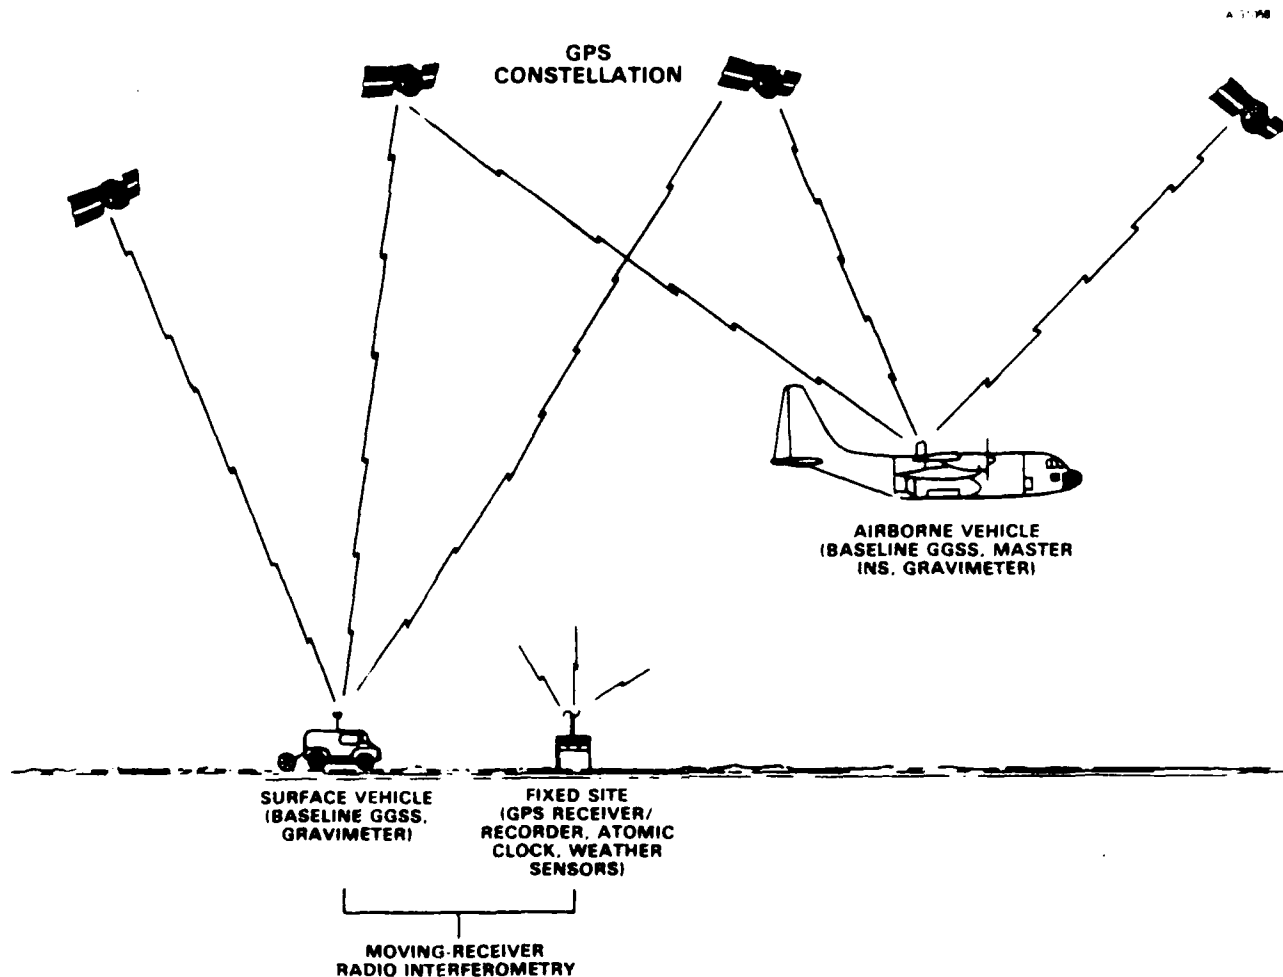 GPS
CONSTELLATION
AIRBORNE VEHICLE
(BASELINE GGSS, MASTER
INS, GRAVIMETER)
SURFACE VEHICLE
(BASELINE GGSS,
GRAVIMETER)
FIXED SITE
(GPS RECEIVER/
RECORDER, ATOMIC
CLOCK, WEATHER
SENSORS)
MOVING-RECEIVER
RADIO INTERFEROMETRY